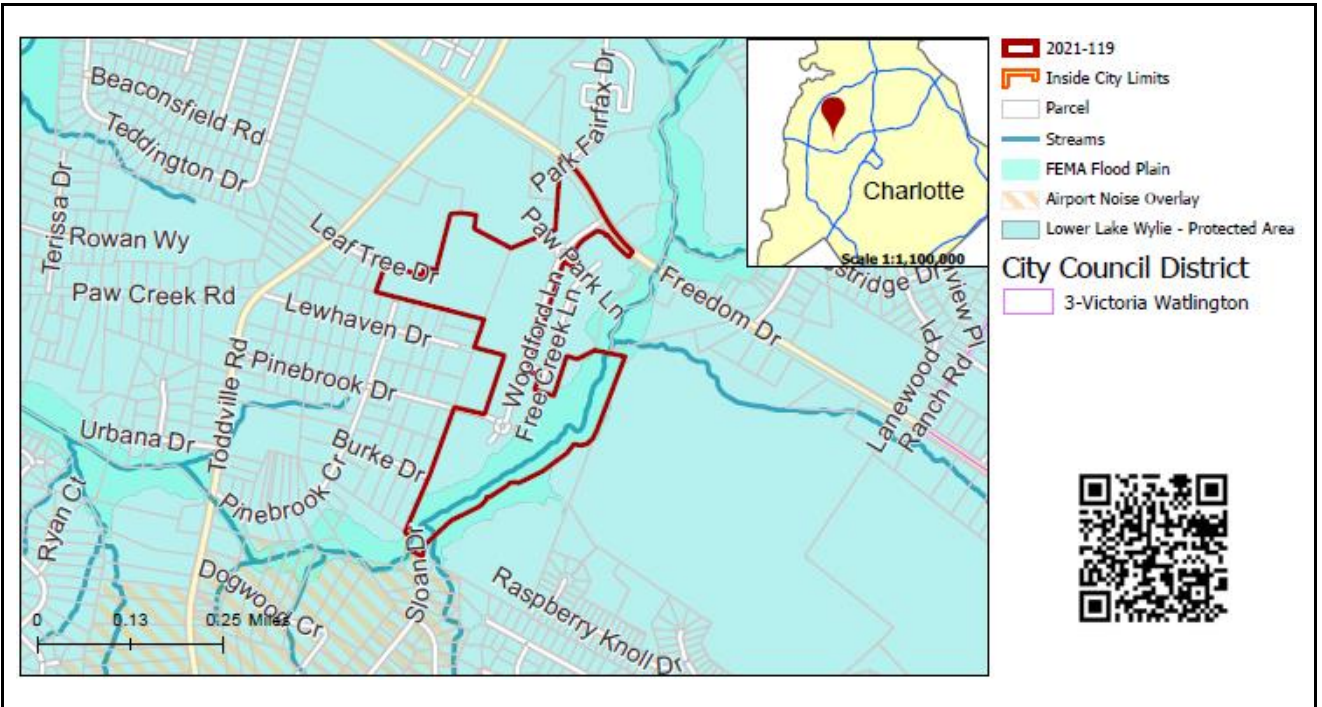 Beaconsfield Rd
Teddington Dr
Terissa Dr
Rowan Wy
Paw Creek Rd
Leaf Tree Dr
Lewhaven Dr
Pinebrook Dr
Toddville Rd
Urbana Dr
Burke Dr
Pinebrook Cr
Ryan Ct
Dogwood Cr
Sloan Dr
Raspberry Knoll Dr
Park Fairfax Dr
Paw Park Ln
Woodford Ln
Free Creek Ln
Freedom Dr
Lanewood Pl
Ranch Rd
0 0.13 0.25 Miles
Charlotte
Scale 1:1,100,000
2021-119
Inside City Limits
Parcel
Streams
FEMA Flood Plain
Airport Noise Overlay
Lower Lake Wylie - Protected Area
City Council District
3-Victoria Watlington